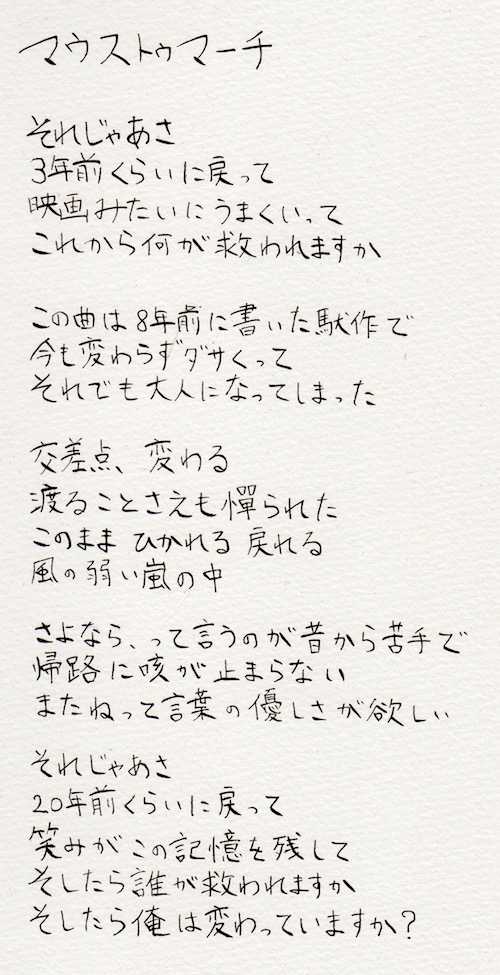 マウストゥマーチ
それじゃあさ
3年前くらいに戻って
映画みたいにうまくいって
これから何が救われますか
この曲は8年前に書いた駄作で
今も変わらずダサくって
それでも大人になってしまった
交差点、変わる
渡ることさえも憚られた
このまま ひかれる 戻れる
風の弱い嵐の中
さよなら、って言うのが昔から苦手で
帰路に咳が止まらない
またねって言葉の優しさが欲しい
それじゃあさ
20年前くらいに戻って
笑みがこの記憶を残して
そしたら誰が救われますか
そしたら俺は変わっていますか?